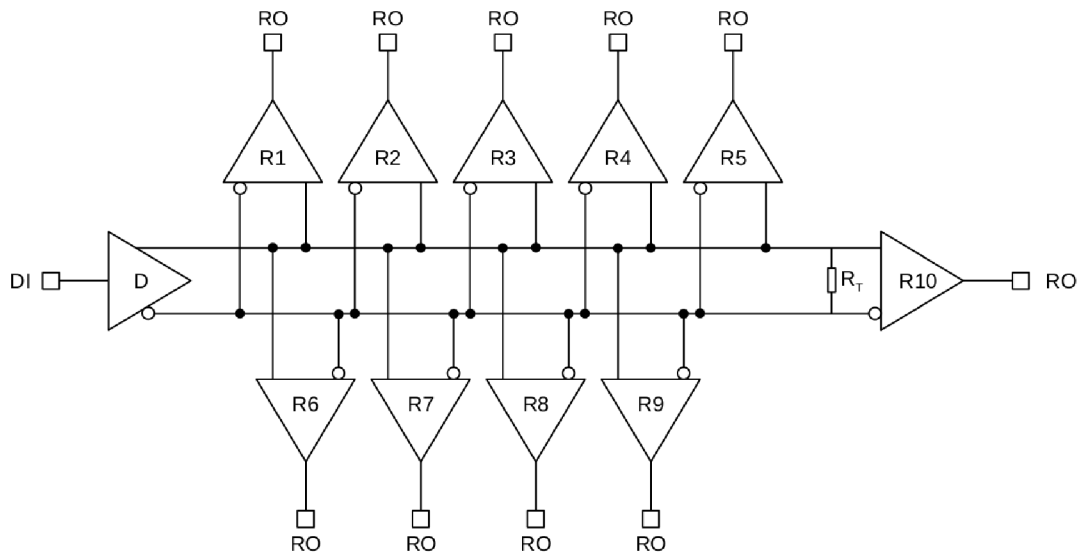 RO RO RO RO RO
R1 R2 R3 R4 R5
DI D RT R10 RO
R6 R7 R8 R9
RO RO RO RO